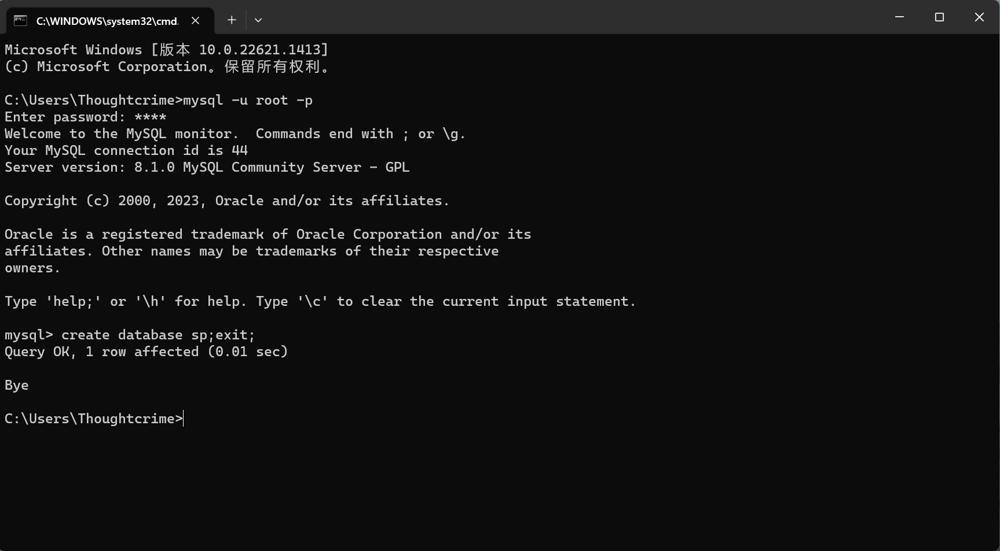 C:\WINDOWS\system32\cmd.
Microsoft Windows [版本 10.0.22621.1413]
(c) Microsoft Corporation。保留所有权利。
C:\Users\Thoughtcrime>mysql -u root -p
Enter password: ****
Welcome to the MySQL monitor.  Commands end with ; or \g.
Your MySQL connection id is 44
Server version: 8.1.0 MySQL Community Server - GPL
Copyright (c) 2000, 2023, Oracle and/or its affiliates.
Oracle is a registered trademark of Oracle Corporation and/or its
affiliates. Other names may be trademarks of their respective
owners.
Type 'help;' or '\h' for help. Type '\c' to clear the current input statement.
mysql> create database sp;exit;
Query OK, 1 row affected (0.01 sec)
Bye
C:\Users\Thoughtcrime>